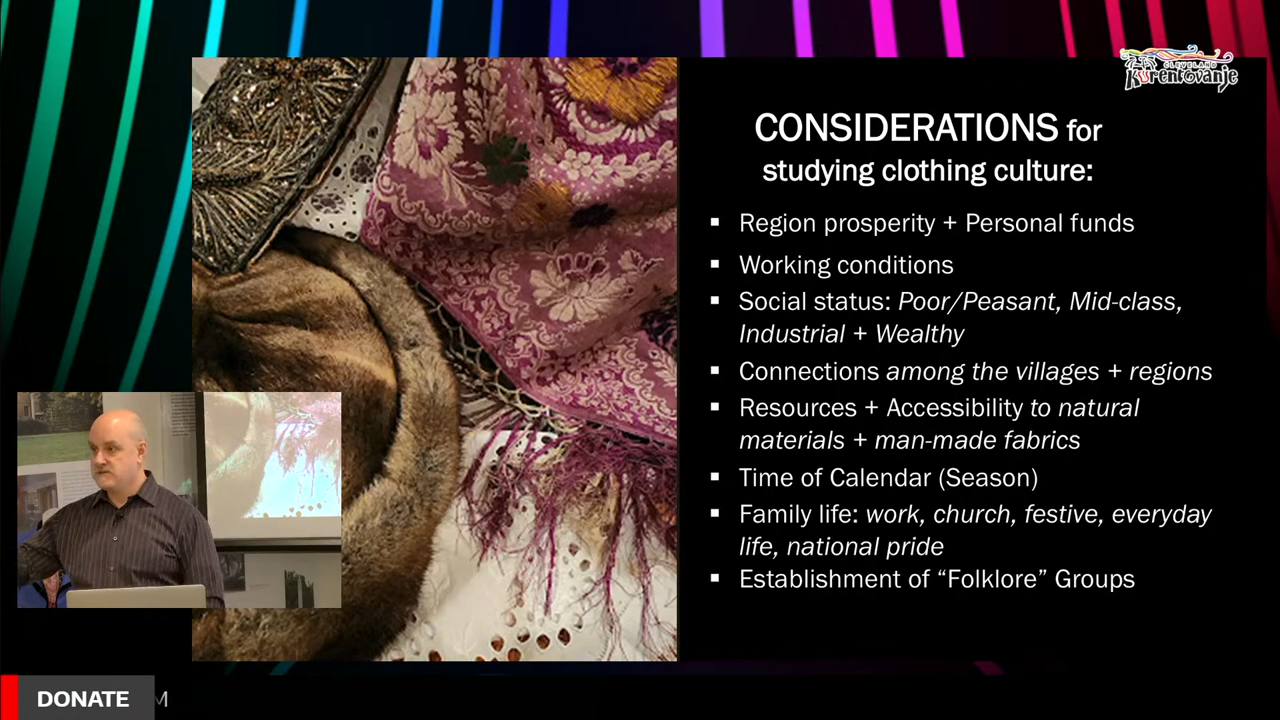 CLEVELAND
Kurentovanje
CONSIDERATIONS for
studying clothing culture:
▪ Region prosperity + Personal funds
▪ Working conditions
▪ Social status: Poor/Peasant, Mid-class,
Industrial + Wealthy
▪ Connections among the villages + regions
▪ Resources + Accessibility to natural
materials + man-made fabrics
▪ Time of Calendar (Season)
▪ Family life: work, church, festive, everyday
life, national pride
▪ Establishment of “Folklore” Groups
DONATE M